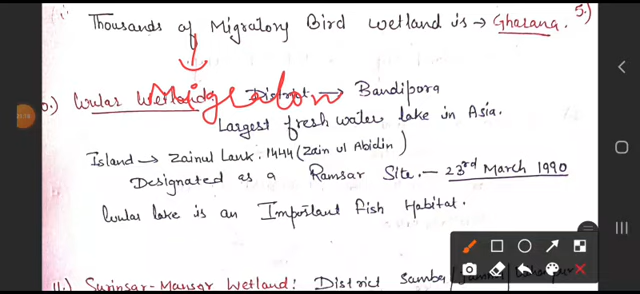 Thousands of Migratory Bird wetland is → Gharana.
5.)
Migration
0.) Wular Wetland District → Bandipora
Largest fresh water lake in Asia.
Island → Zainul Lank. 1444 (Zain ul Abidin)
Designated as a Ramsar Site. — 23rd March 1990
Wular lake is an Important fish Habitat.
11.) Surinsar-Mansar Wetland: District Samba/